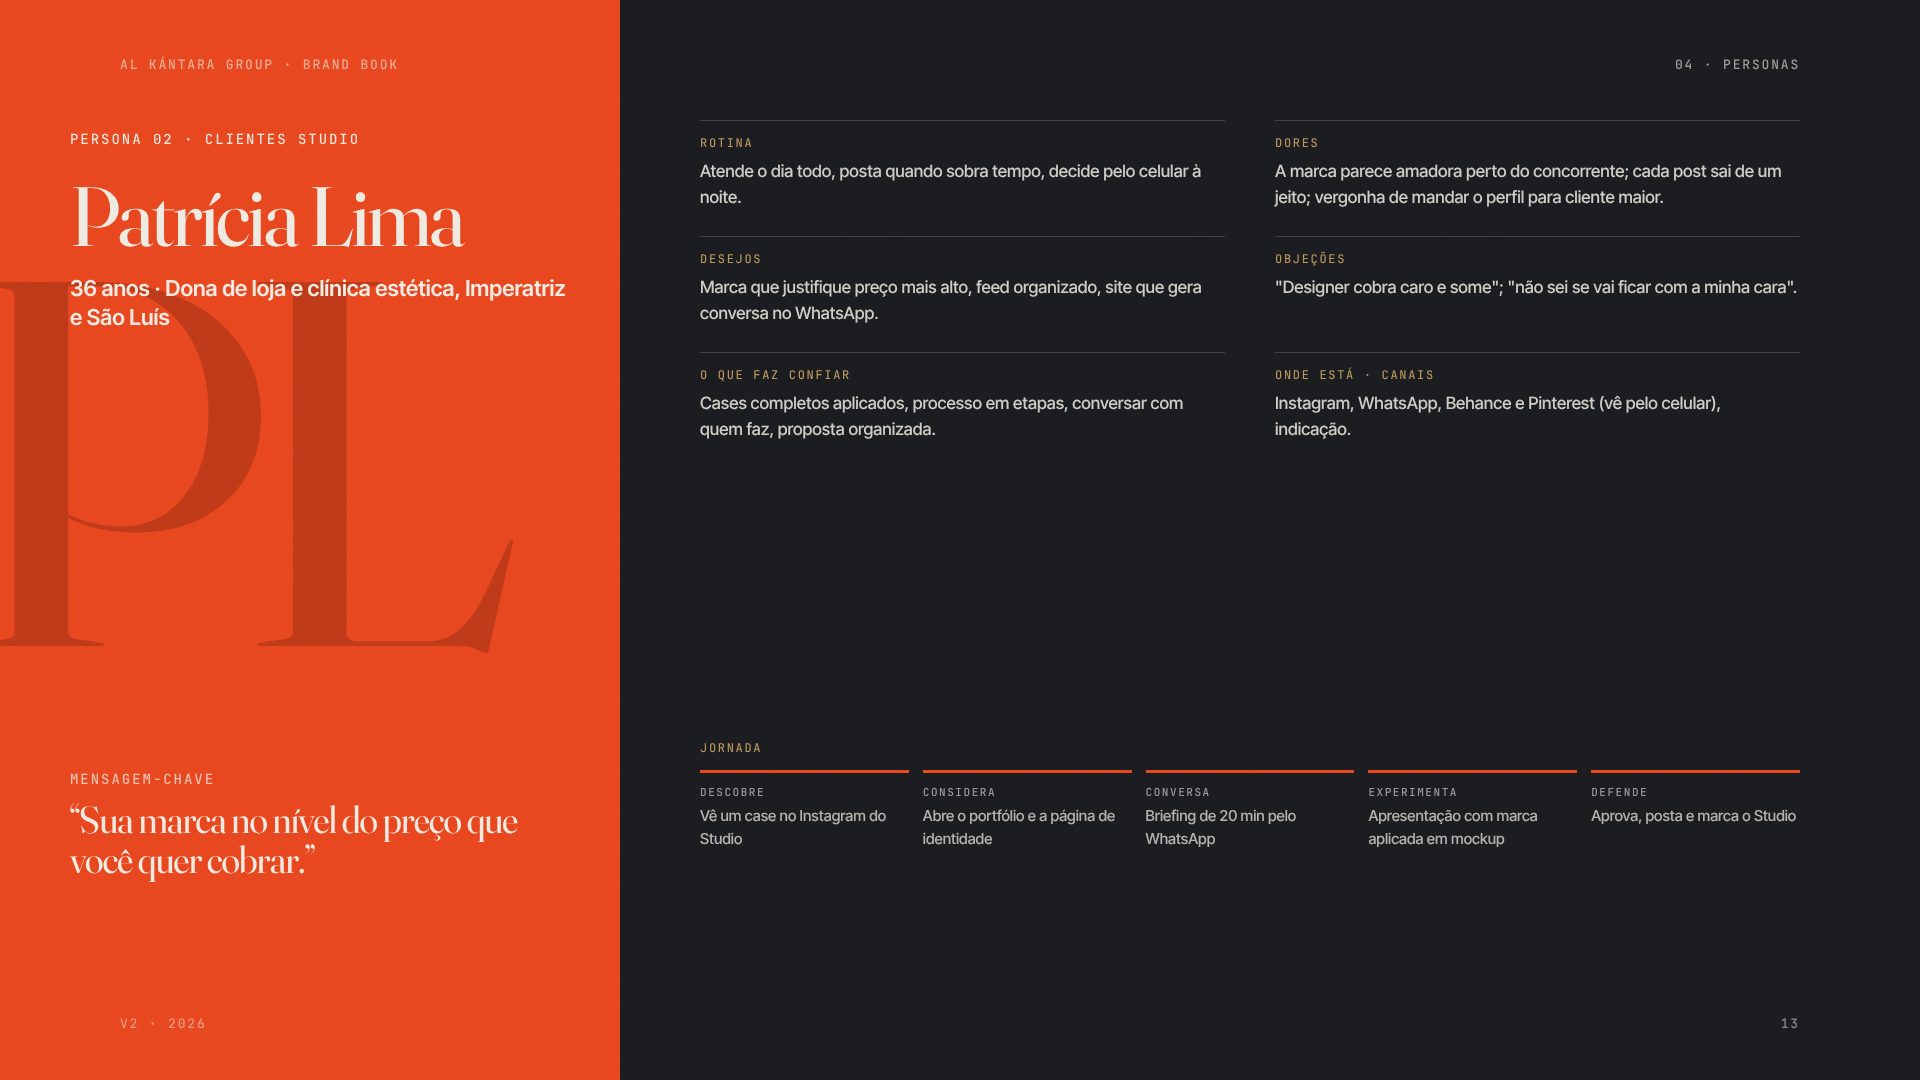 AL KÁNTARA GROUP · BRAND BOOK
04 · PERSONAS
PERSONA 02 · CLIENTES STUDIO
Patrícia Lima
36 anos · Dona de loja e clínica estética, Imperatriz
e São Luís
PL
MENSAGEM-CHAVE
“Sua marca no nível do preço que
você quer cobrar.”
ROTINA
Atende o dia todo, posta quando sobra tempo, decide pelo celular à
noite.
DORES
A marca parece amadora perto do concorrente; cada post sai de um
jeito; vergonha de mandar o perfil para cliente maior.
DESEJOS
Marca que justifique preço mais alto, feed organizado, site que gera
conversa no WhatsApp.
OBJEÇÕES
"Designer cobra caro e some"; "não sei se vai ficar com a minha cara".
O QUE FAZ CONFIAR
Cases completos aplicados, processo em etapas, conversar com
quem faz, proposta organizada.
ONDE ESTÁ · CANAIS
Instagram, WhatsApp, Behance e Pinterest (vê pelo celular),
indicação.
JORNADA
DESCOBRE
Vê um case no Instagram do
Studio
CONSIDERA
Abre o portfólio e a página de
identidade
CONVERSA
Briefing de 20 min pelo
WhatsApp
EXPERIMENTA
Apresentação com marca
aplicada em mockup
DEFENDE
Aprova, posta e marca o Studio
V2 · 2026
13